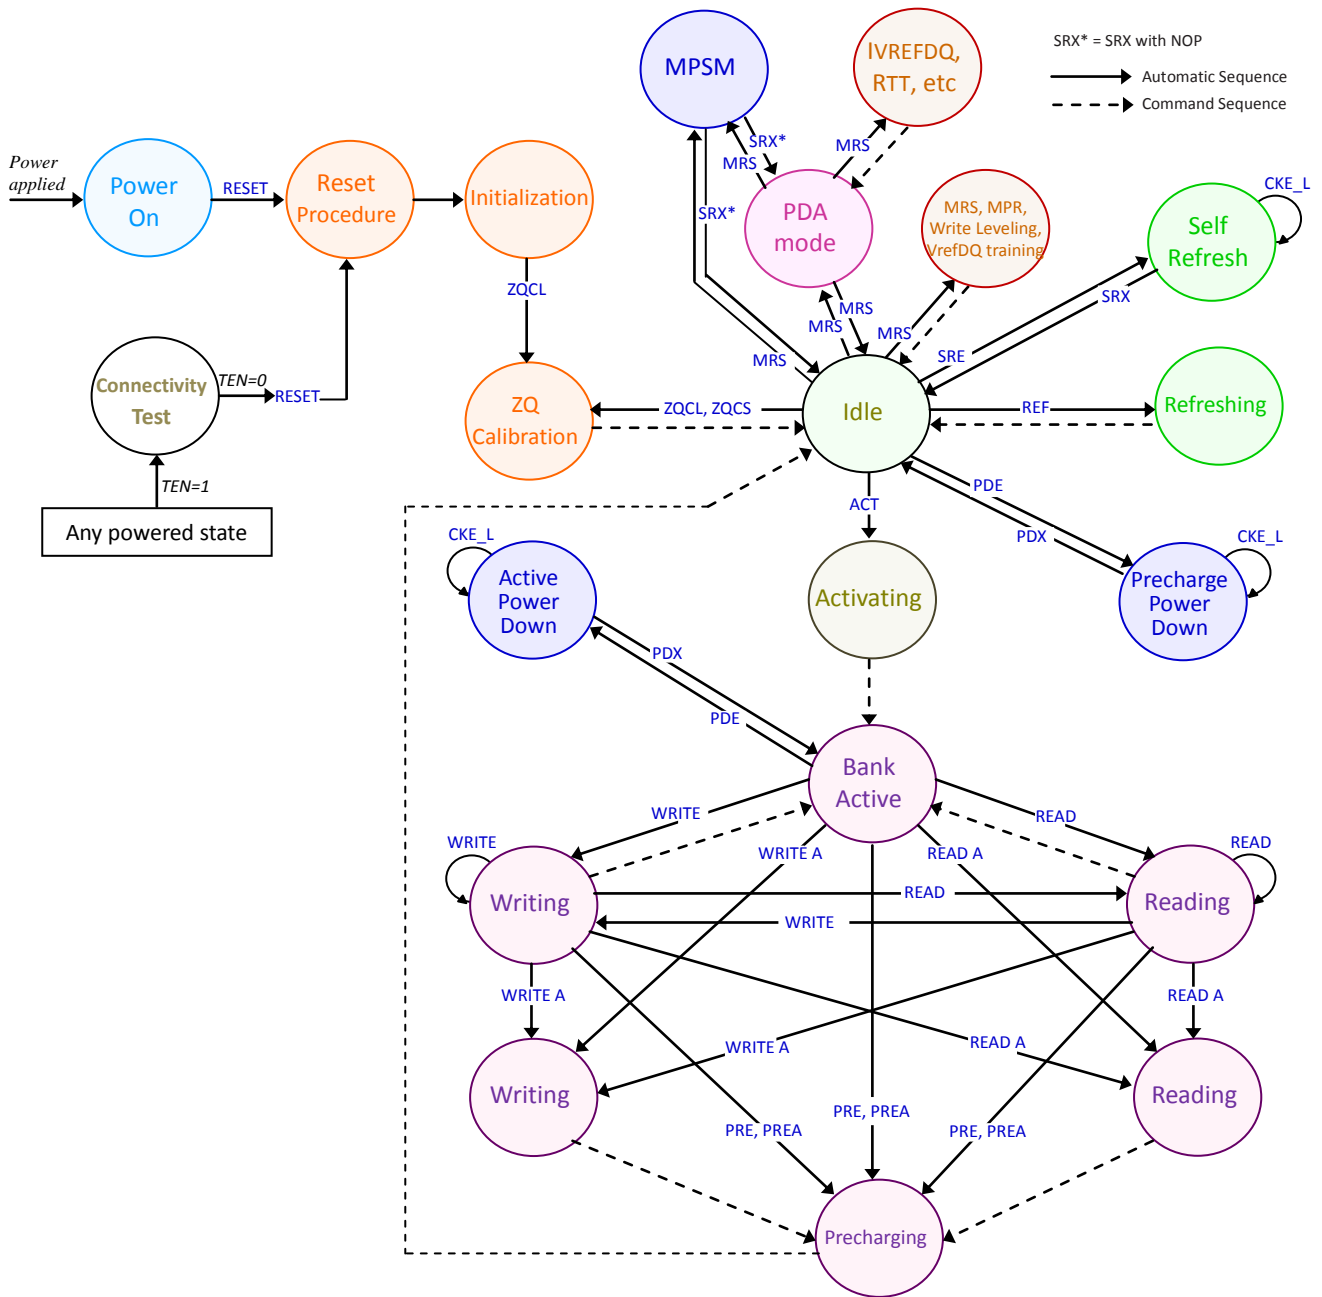 MPSM
IVREFDQ,
RTT, etc
SRX* = SRX with NOP
Automatic Sequence
Command Sequence
SRX*
MRS
MRS
Power
applied
Power
On
RESET
Reset
Procedure
Initialization
SRX*
PDA
mode
MRS, MPR,
Write Leveling,
VrefDQ training
CKE_L
Self
Refresh
ZQCL
MRS
MRS
MRS
SRX
SRE
MRS
Connectivity
Test
TEN=0
RESET
ZQ
Calibration
ZQCL, ZQCS
Idle
REF
Refreshing
TEN=1
Any powered state
ACT
PDE
PDX
CKE_L
Active
Power
Down
Activating
CKE_L
Precharge
Power
Down
PDX
PDE
Bank
Active
WRITE
READ
WRITE
WRITE A
READ A
READ
Writing
READ
WRITE
Reading
WRITE A
READ A
WRITE A
READ A
Writing
Reading
PRE, PREA
PRE, PREA
PRE, PREA
Precharging